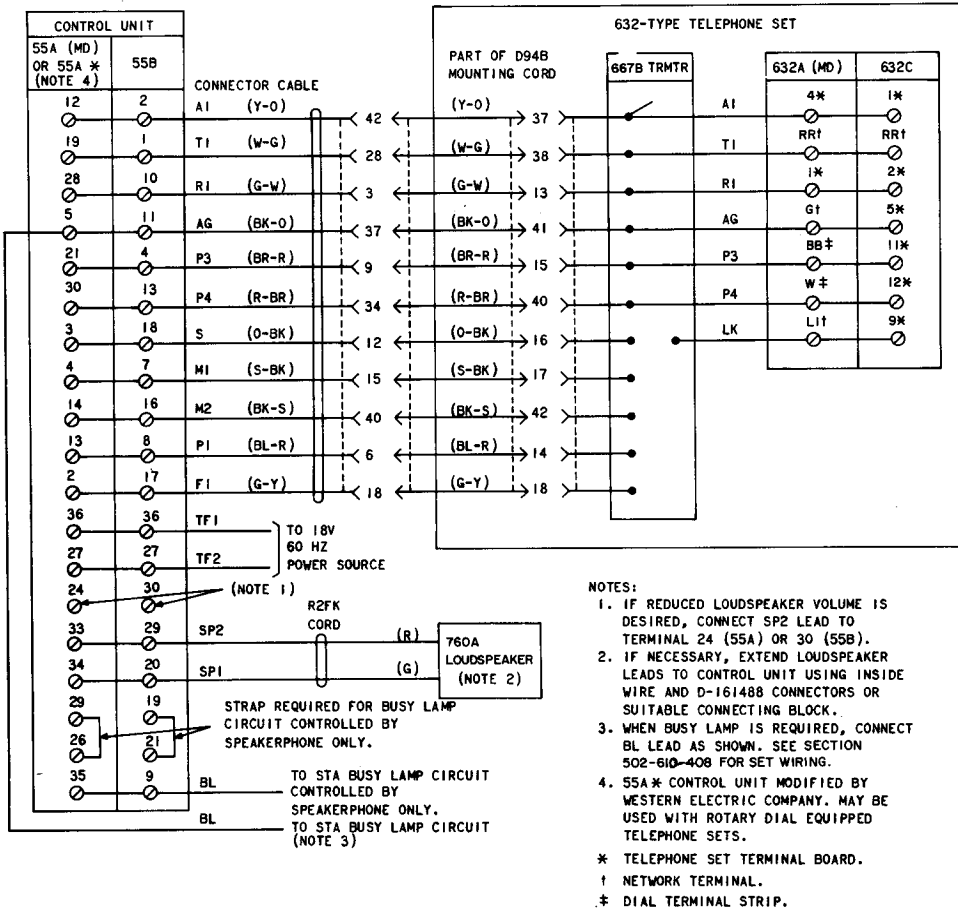 CONTROL UNIT
55A (MD)
OR 55A *
(NOTE 4)
55B
CONNECTOR CABLE
632-TYPE TELEPHONE SET
PART OF D94B
MOUNTING CORD
667B TRMTR
632A (MD)
632C
12 2 A1 (Y-O) 42 (Y-O) 37 A1 4* 1*
19 1 T1 (W-G) 28 (W-G) 38 T1 RR† RR†
28 10 R1 (G-W) 3 (G-W) 13 R1 1* 2*
5 11 AG (BK-O) 37 (BK-O) 41 AG G† 5*
21 4 P3 (BR-R) 9 (BR-R) 15 P3 BB‡ 11*
30 13 P4 (R-BR) 34 (R-BR) 40 P4 W‡ 12*
3 18 S (O-BK) 12 (O-BK) 16 LK L1† 9*
4 7 M1 (S-BK) 15 (S-BK) 17
14 16 M2 (BK-S) 40 (BK-S) 42
13 8 P1 (BL-R) 6 (BL-R) 14
2 17 F1 (G-Y) 18 (G-Y) 18
36 36 TF1
27 27 TF2
TO 18V
60 HZ
POWER SOURCE
24 30 (NOTE 1)
R2FK
CORD
33 29 SP2 (R)
34 20 SP1 (G)
760A
LOUDSPEAKER
(NOTE 2)
29 19
26 21
STRAP REQUIRED FOR BUSY LAMP
CIRCUIT CONTROLLED BY
SPEAKERPHONE ONLY.
35 9 BL
TO STA BUSY LAMP CIRCUIT
CONTROLLED BY
SPEAKERPHONE ONLY.
BL
TO STA BUSY LAMP CIRCUIT
(NOTE 3)
NOTES:
1. IF REDUCED LOUDSPEAKER VOLUME IS
DESIRED, CONNECT SP2 LEAD TO
TERMINAL 24 (55A) OR 30 (55B).
2. IF NECESSARY, EXTEND LOUDSPEAKER
LEADS TO CONTROL UNIT USING INSIDE
WIRE AND D-161488 CONNECTORS OR
SUITABLE CONNECTING BLOCK.
3. WHEN BUSY LAMP IS REQUIRED, CONNECT
BL LEAD AS SHOWN. SEE SECTION
502-610-408 FOR SET WIRING.
4. 55A* CONTROL UNIT MODIFIED BY
WESTERN ELECTRIC COMPANY. MAY BE
USED WITH ROTARY DIAL EQUIPPED
TELEPHONE SETS.
* TELEPHONE SET TERMINAL BOARD.
† NETWORK TERMINAL.
‡ DIAL TERMINAL STRIP.